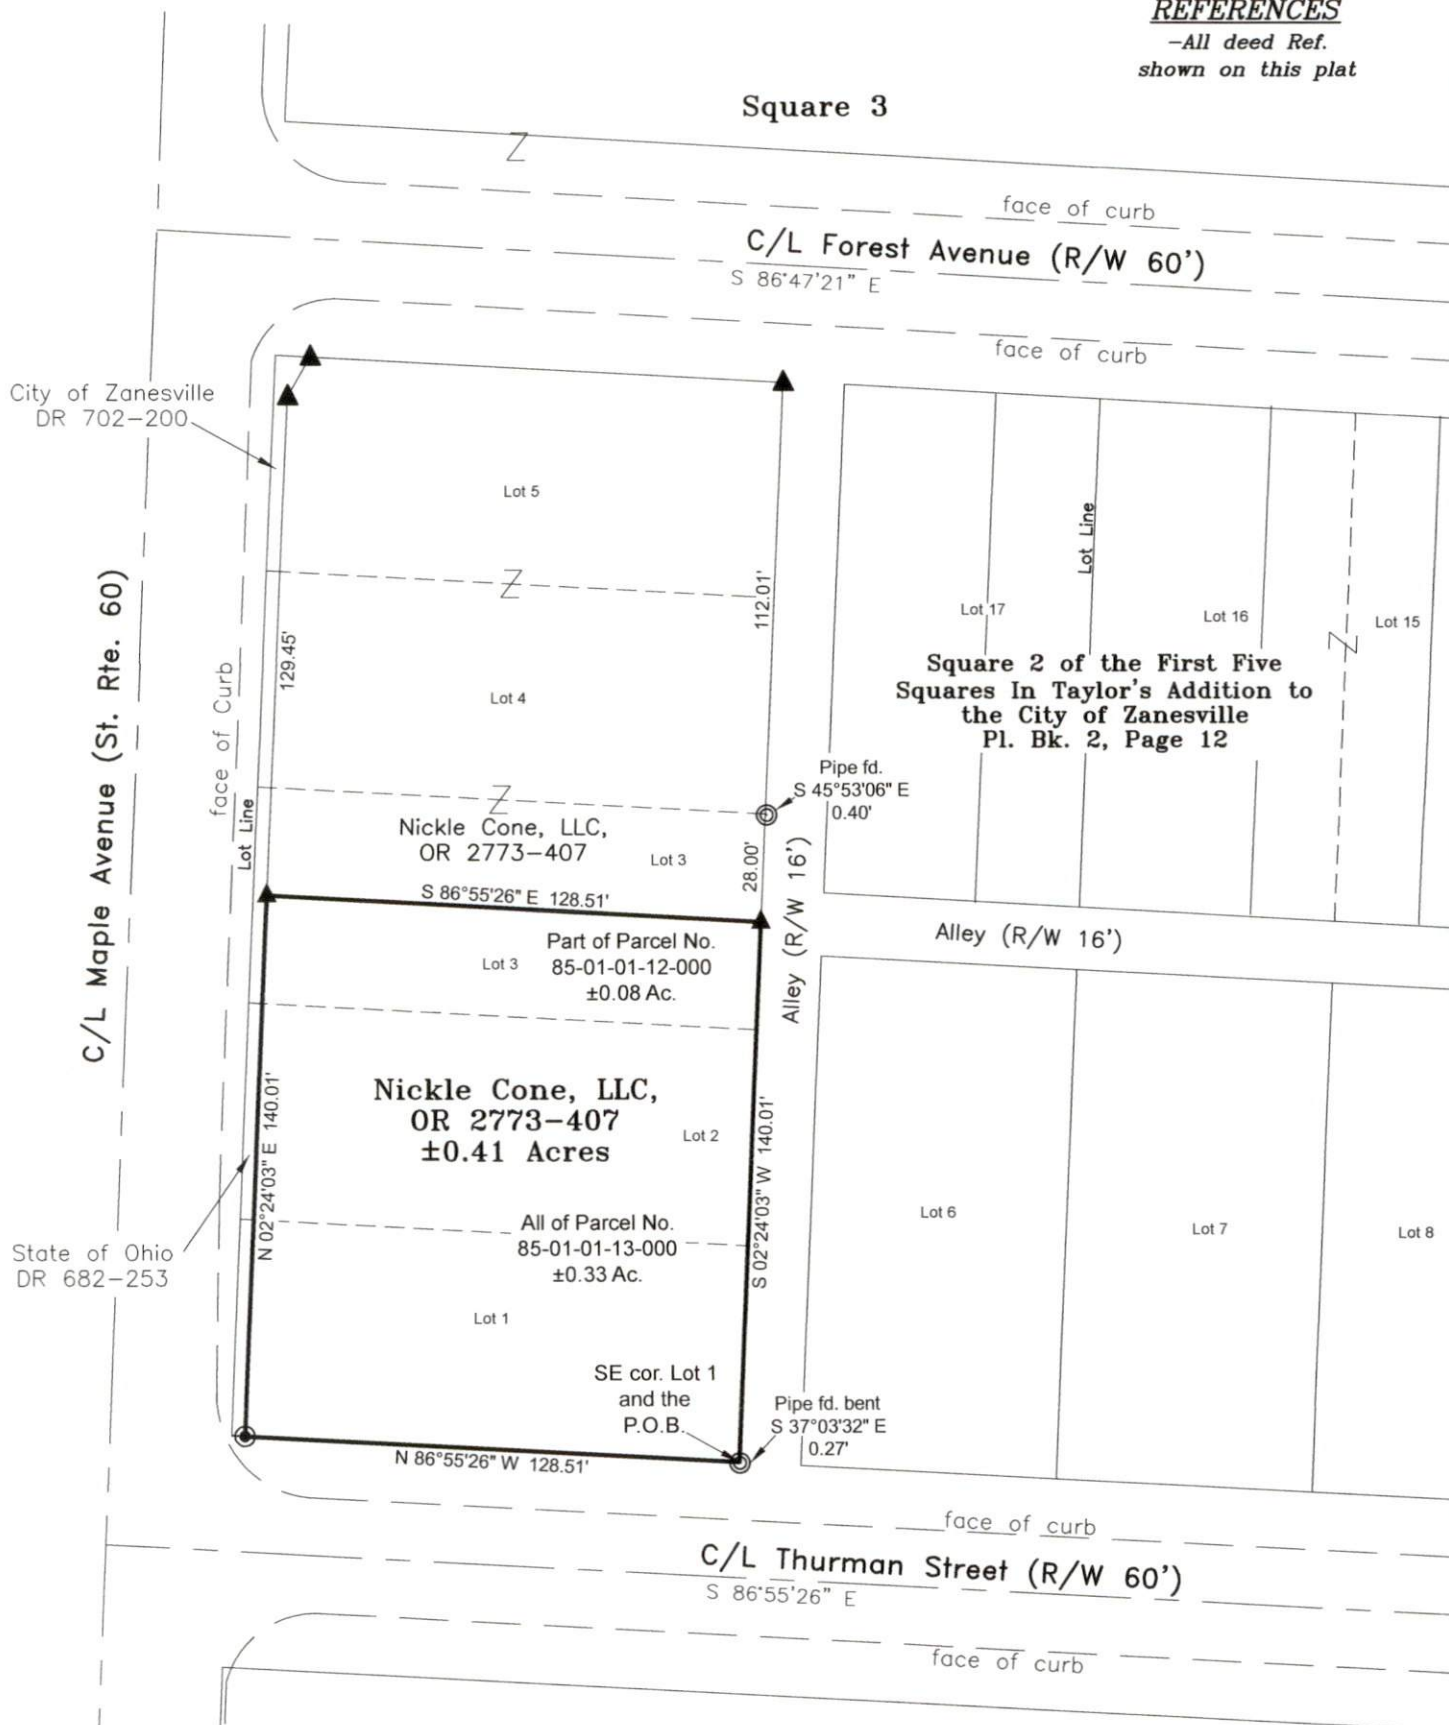 REFERENCES
-All deed Ref.
shown on this plat
Square 3
Z
face of curb
C/L Forest Avenue (R/W 60')
S 86°47'21" E
face of curb
City of Zanesville
DR 702-200
Lot 5
Z
112.01'
129.45'
Lot 4
Z
Lot Line
Lot 17
Lot 16
Lot 15
Z
Square 2 of the First Five
Squares In Taylor's Addition to
the City of Zanesville
Pl. Bk. 2, Page 12
C/L Maple Avenue (St. Rte. 60)
face of Curb
Lot Line
Pipe fd.
S 45°53'06" E
0.40'
Nickle Cone, LLC,
OR 2773-407
Lot 3
28.00'
S 86°55'26" E 128.51'
Alley (R/W 16')
Alley (R/W 16')
Part of Parcel No.
Lot 3
85-01-01-12-000
±0.08 Ac.
Nickle Cone, LLC,
OR 2773-407
±0.41 Acres
Lot 2
N 02°24'03" E 140.01'
S 02°24'03" W 140.01'
All of Parcel No.
85-01-01-13-000
±0.33 Ac.
State of Ohio
DR 682-253
Lot 6
Lot 7
Lot 8
Lot 1
SE cor. Lot 1
and the
P.O.B.
Pipe fd. bent
S 37°03'32" E
0.27'
N 86°55'26" W 128.51'
face of curb
C/L Thurman Street (R/W 60')
S 86°55'26" E
face of curb